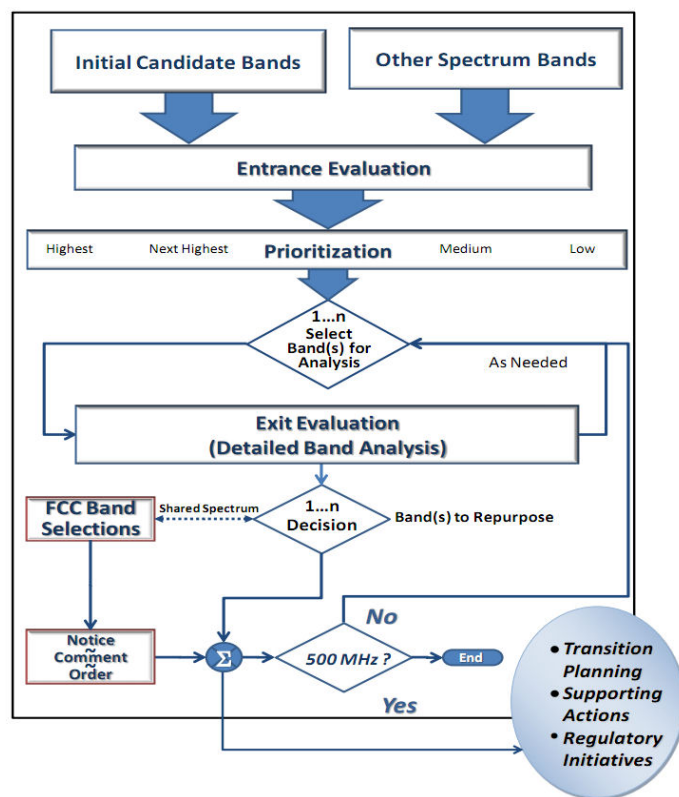 Initial Candidate Bands
Other Spectrum Bands
Entrance Evaluation
Highest Next Highest Prioritization Medium Low
1...n
Select
Band(s) for
Analysis
As Needed
Exit Evaluation
(Detailed Band Analysis)
FCC Band
Selections
Shared Spectrum
1...n
Decision
Band(s) to Repurpose
No
Notice
~
Comment
~
Order
Σ
500 MHz ?
End
Yes
• Transition
Planning
• Supporting
Actions
• Regulatory
Initiatives